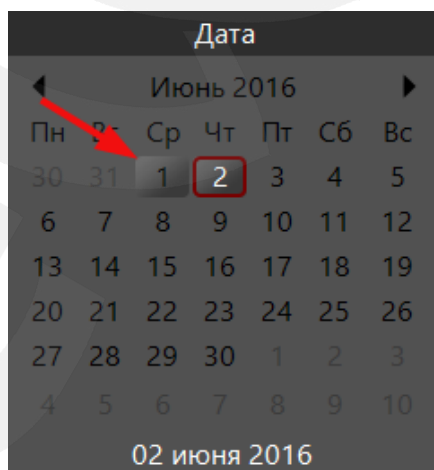 Дата
Июнь 2016
Пн Вт Ср Чт Пт Сб Вс
30 31 1 2 3 4 5
6 7 8 9 10 11 12
13 14 15 16 17 18 19
20 21 22 23 24 25 26
27 28 29 30 1 2 3
4 5 6 7 8 9 10
02 июня 2016